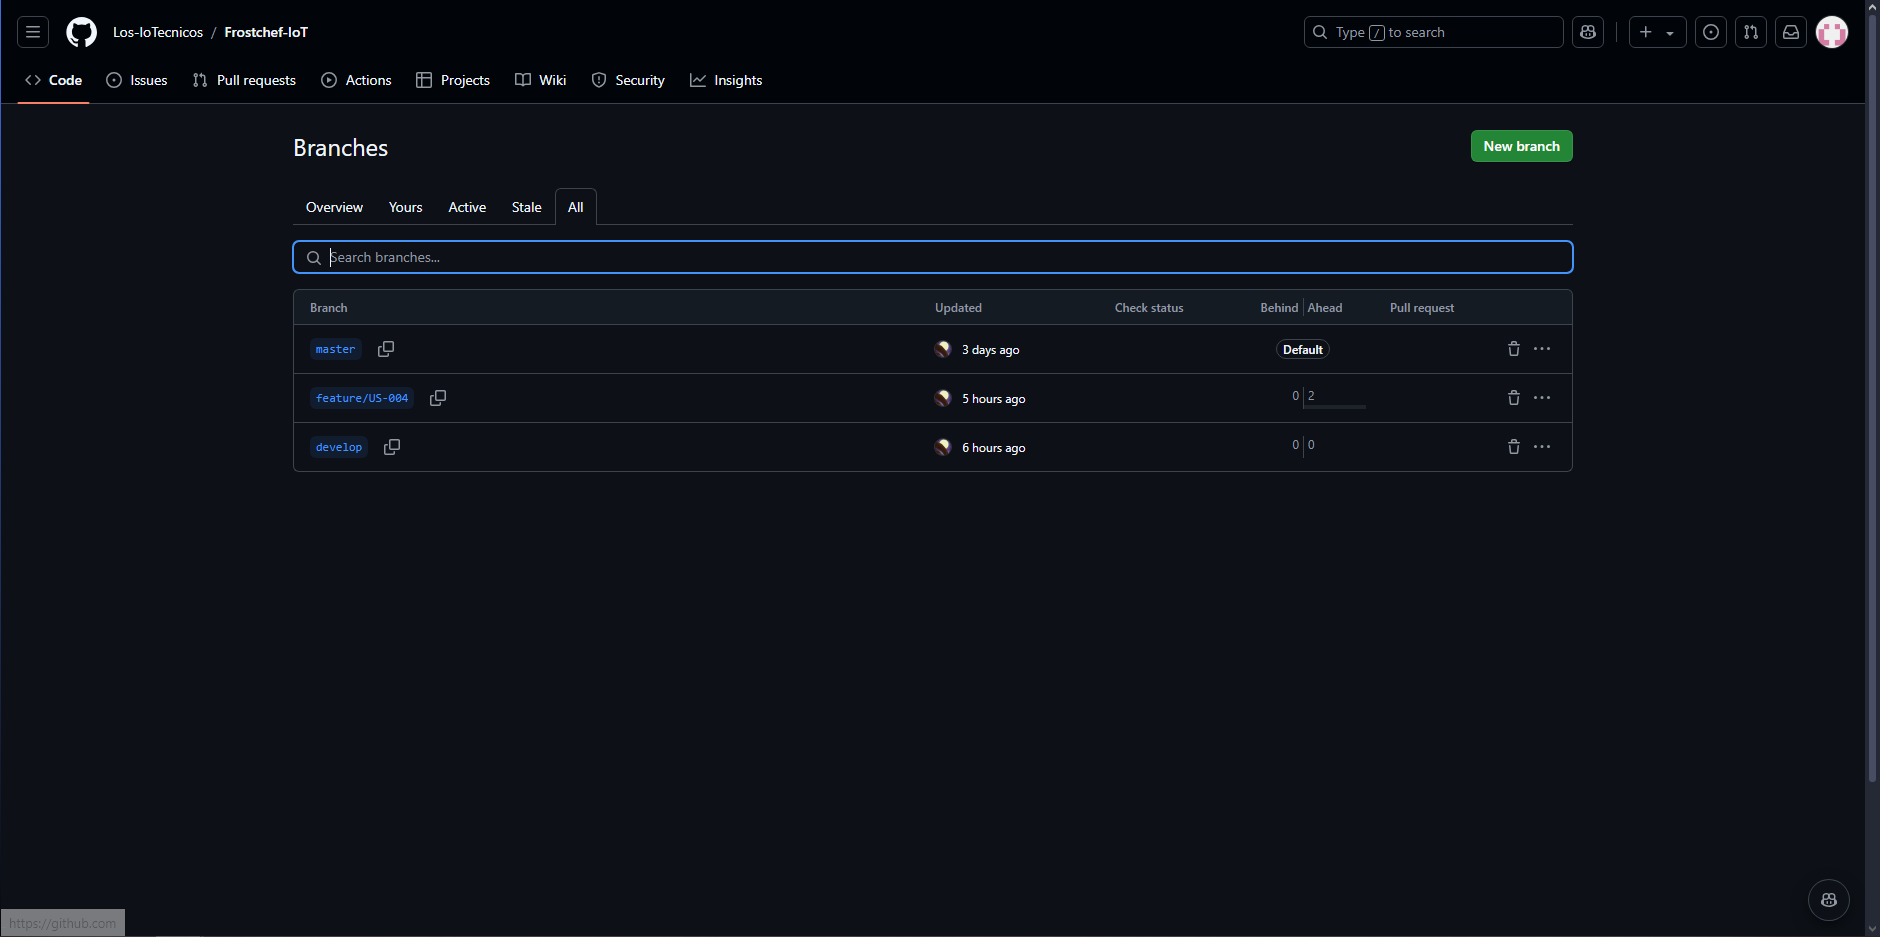 Los-IoTecnicos / Frostchef-IoT
Type / to search
Code Issues Pull requests Actions Projects Wiki Security Insights
Branches
New branch
Overview Yours Active Stale All
Search branches...
Branch Updated Check status Behind Ahead Pull request
master 3 days ago Default
feature/US-004 5 hours ago 0 2
develop 6 hours ago 0 0
https://github.com